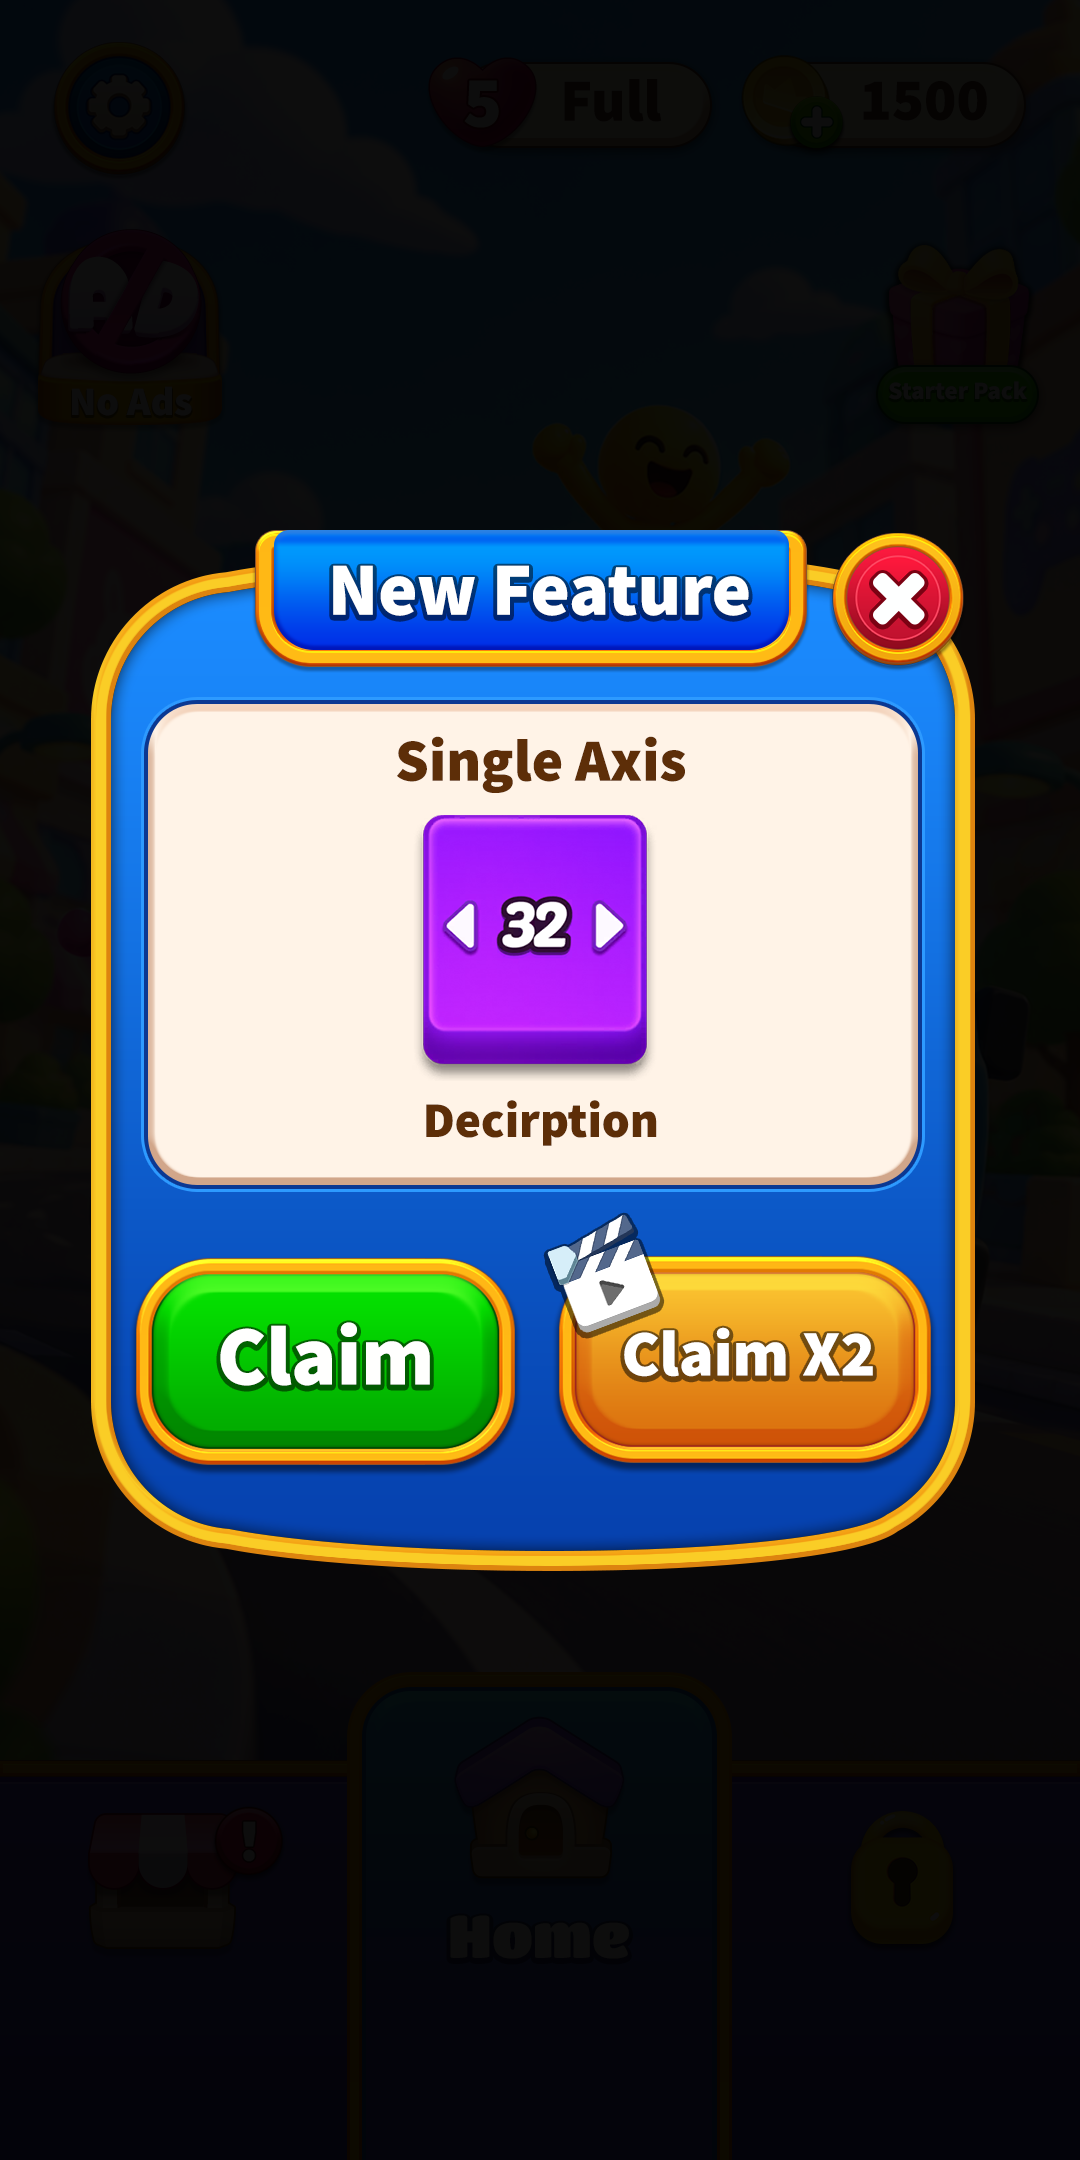 5 Full 1500
No Ads
Starter Pack
New Feature
Single Axis
32
Decirption
Claim
Claim X2
Home